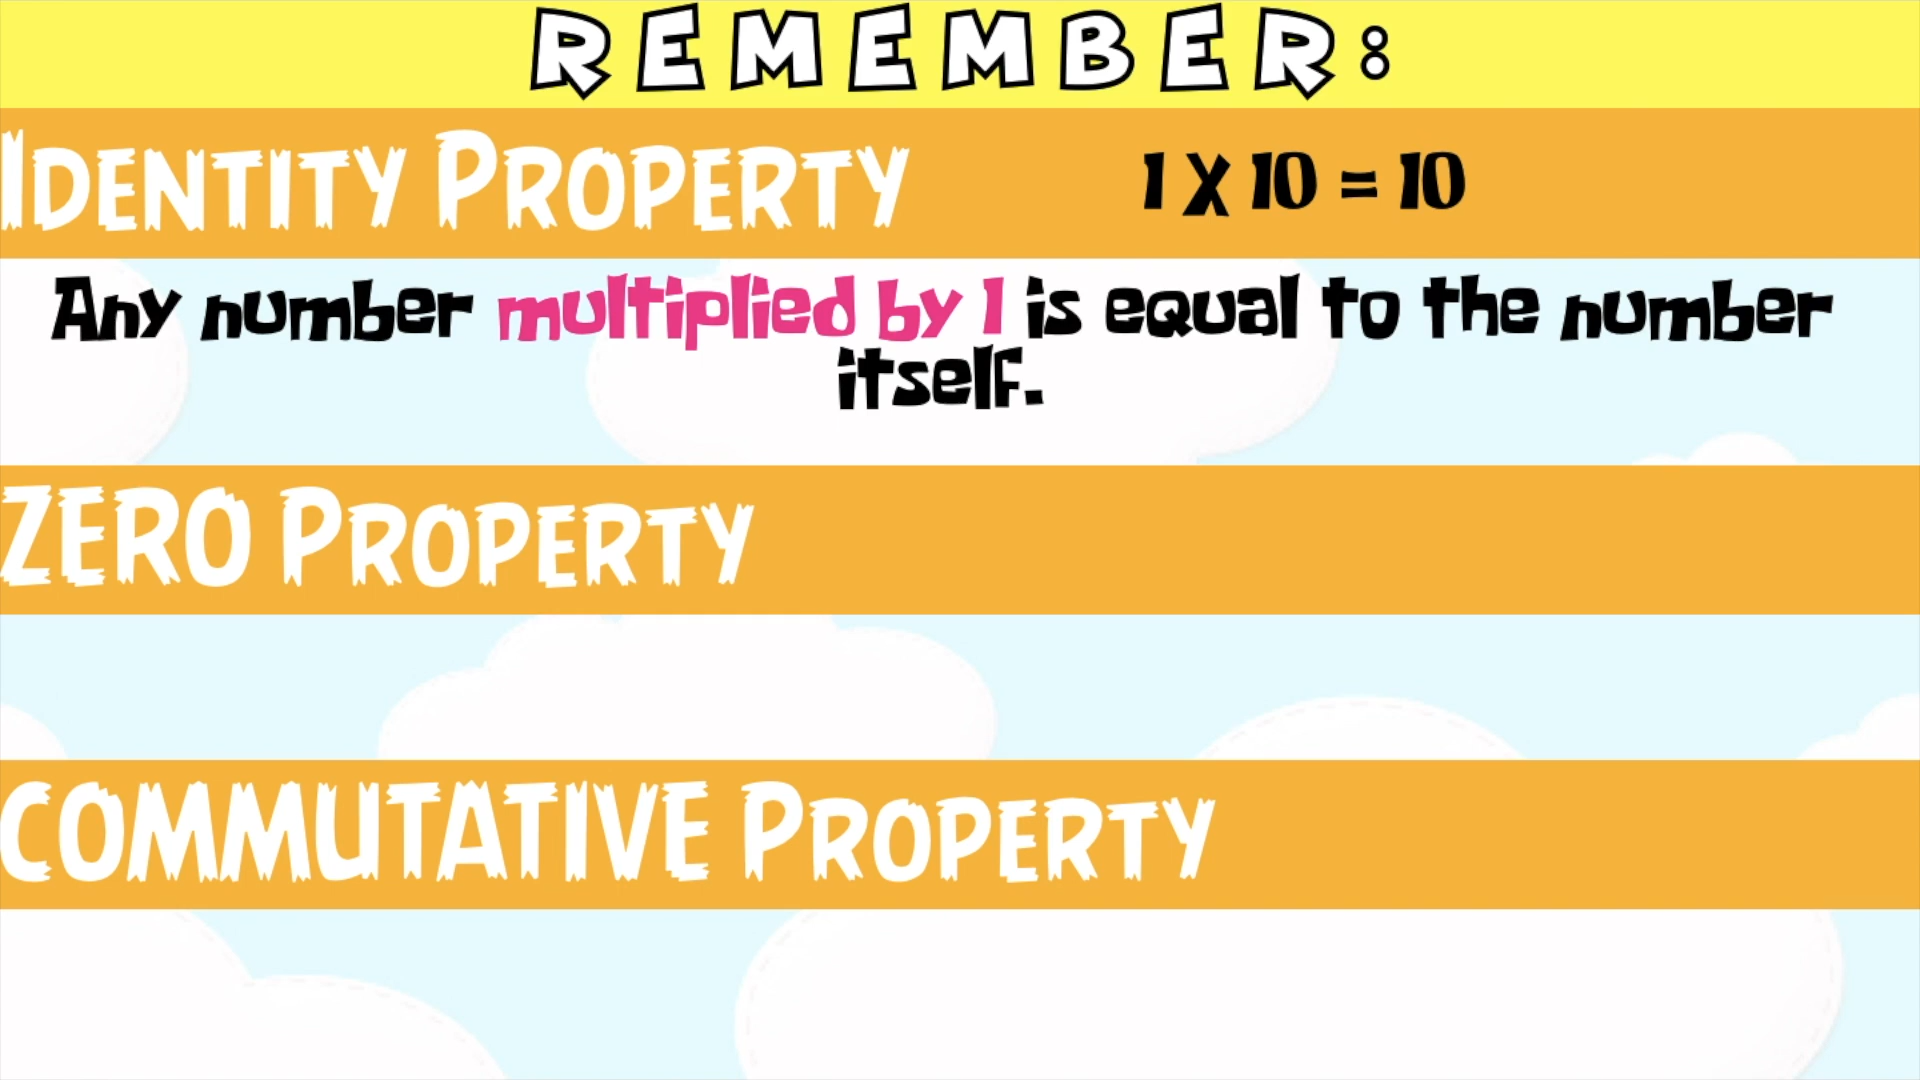 REMEMBER:
IDENTITY PROPERTY
1 X 10 = 10
Any number multiplied by 1 is equal to the number
itself.
ZERO PROPERTY
COMMUTATIVE PROPERTY